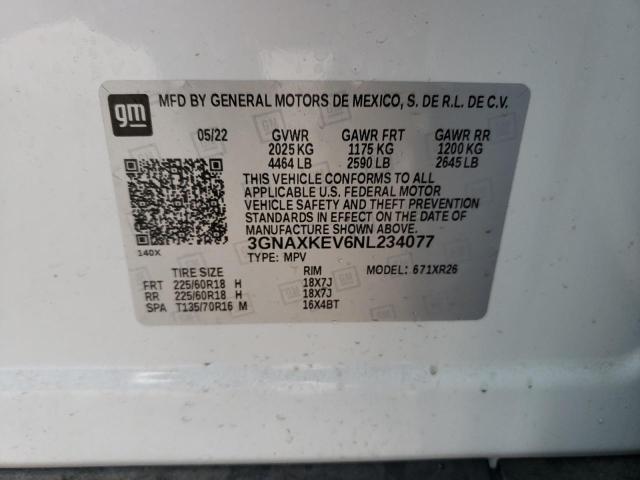 gm
MFD BY GENERAL MOTORS DE MEXICO, S. DE R.L. DE C.V.
05/22 GVWR GAWR FRT GAWR RR
2025 KG 1175 KG 1200 KG
4464 LB 2590 LB 2645 LB
THIS VEHICLE CONFORMS TO ALL
APPLICABLE U.S. FEDERAL MOTOR
VEHICLE SAFETY AND THEFT PREVENTION
STANDARDS IN EFFECT ON THE DATE
OF MANUFACTURE SHOWN ABOVE.
140X
3GNAXKEV6NL234077
TYPE: MPV MODEL: 671XR26
TIRE SIZE RIM
FRT 225/60R18 H 18X7J
RR 225/60R18 H 18X7J
SPA T135/70R16 M 16X4BT